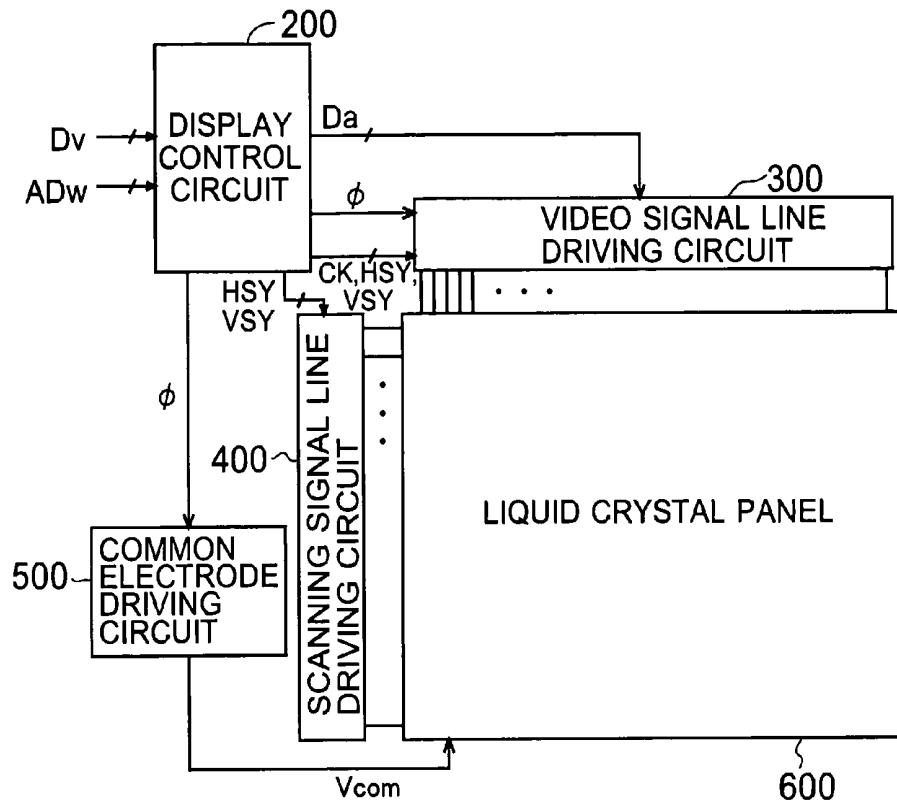 200
Dv
ADw
DISPLAY
CONTROL
CIRCUIT
Da
ϕ
300
VIDEO SIGNAL LINE
DRIVING CIRCUIT
CK,HSY,
VSY
HSY
VSY
. . .
ϕ
400
SCANNING SIGNAL LINE
DRIVING CIRCUIT
LIQUID CRYSTAL PANEL
500
COMMON
ELECTRODE
DRIVING
CIRCUIT
Vcom
600